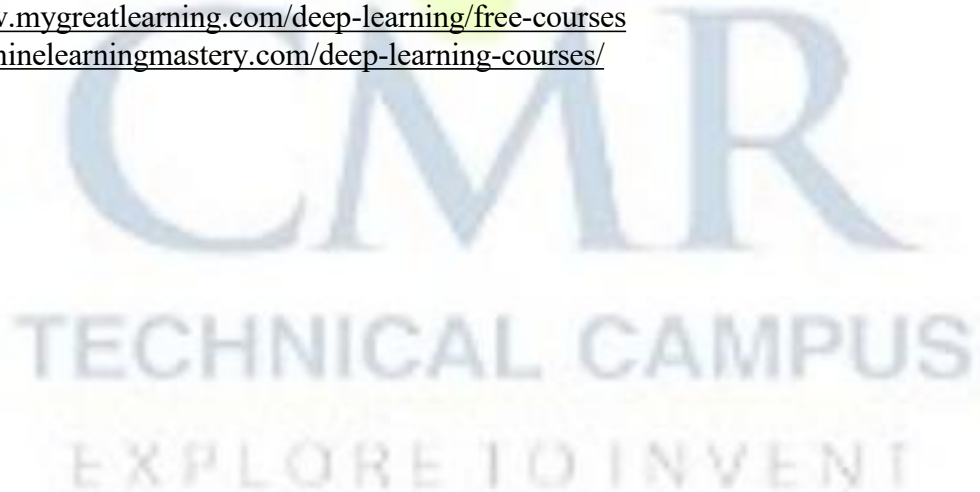 v.mygreatlearning.com/deep-learning/free-courses
hinelearningmastery.com/deep-learning-courses/
CMR
TECHNICAL CAMPUS
EXPLORE TO INVENT